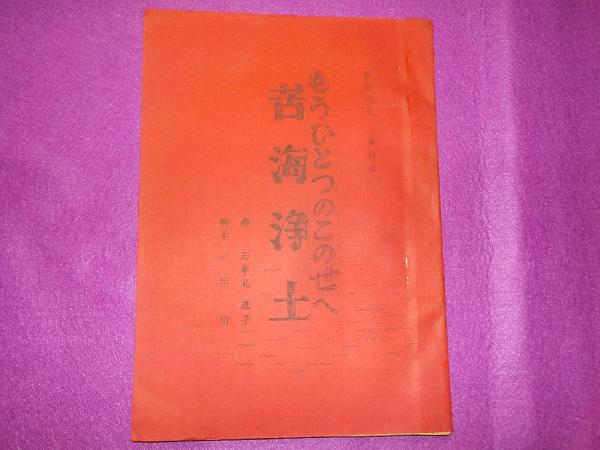 もうひとつのこの世へ
苦海浄土
作 石牟礼 道子
脚本 砂田 明